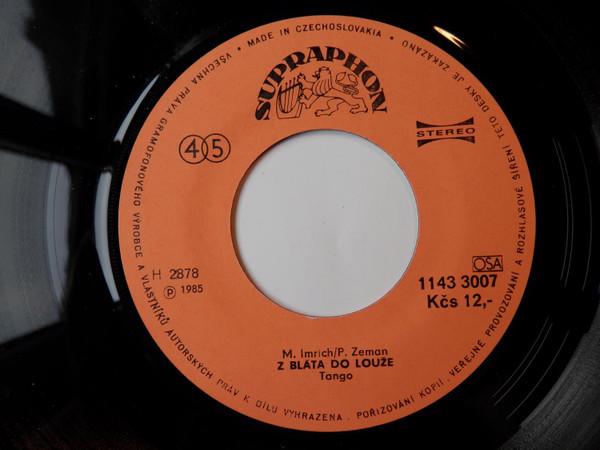 MADE IN CZECHOSLOVAKIA • VŠECHNA PRÁVA GRAMOFONOVÉHO VÝROBCE A VLASTNÍKŮ AUTORSKÝCH PRÁV K DÍLU VYHRAZENA. POŘIZOVÁNÍ KOPIÍ, VEŘEJNÉ PROVOZOVÁNÍ A ROZHLASOVÉ ŠÍŘENÍ TÉTO DESKY JE ZAKÁZÁNO
SUPRAPHON
STEREO
45
H 2878
℗ 1985
OSA
1143 3007
Kčs 12,-
M. Imrich/P. Zeman
Z BLÁTA DO LOUŽE
Tango